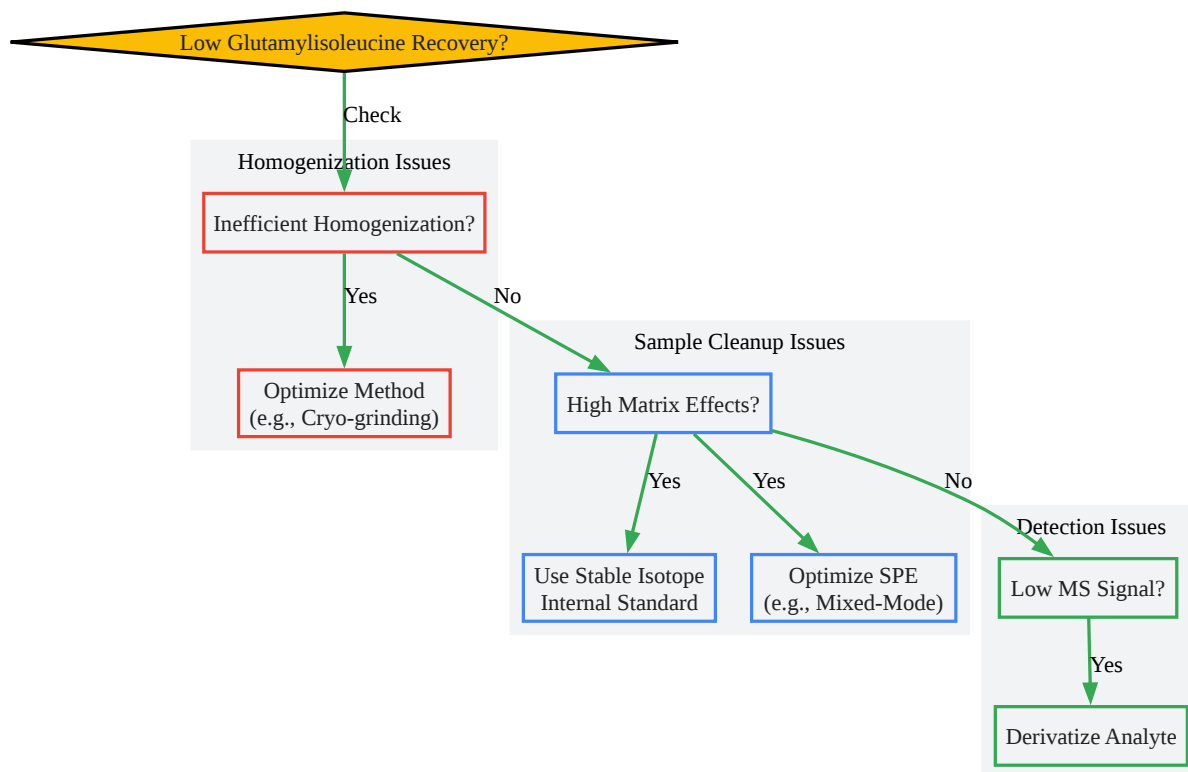 Low Glutamylisoleucine Recovery?
Check
Homogenization Issues
Inefficient Homogenization?
Yes
No
Optimize Method
(e.g., Cryo-grinding)
Sample Cleanup Issues
High Matrix Effects?
Yes
Yes
No
Use Stable Isotope
Internal Standard
Optimize SPE
(e.g., Mixed-Mode)
Detection Issues
Low MS Signal?
Yes
Derivatize Analyte